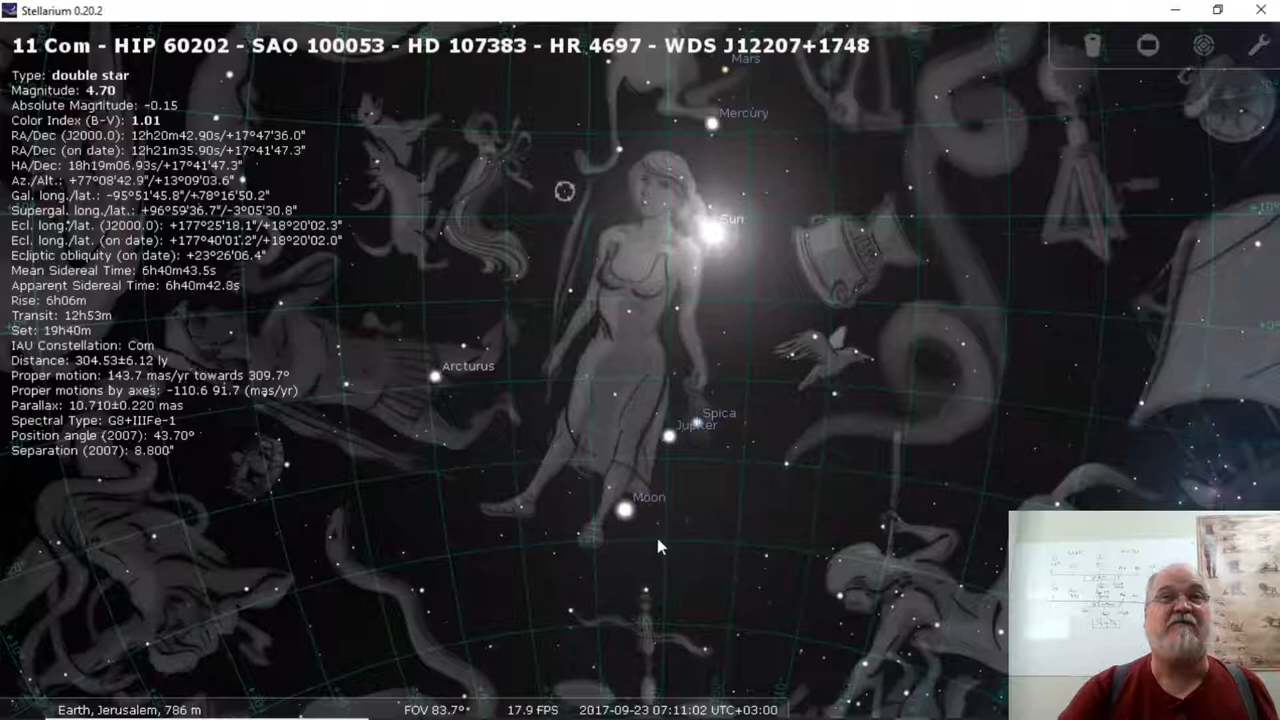 Stellarium 0.20.2
11 Com - HIP 60202 - SAO 100053 - HD 107383 - HR 4697 - WDS J12207+1748
Type: double star
Magnitude: 4.70
Absolute Magnitude: -0.15
Color Index (B-V): 1.01
RA/Dec (J2000.0): 12h20m42.90s/+17°47'36.0"
RA/Dec (on date): 12h21m35.90s/+17°41'47.3"
HA/Dec: 18h19m06.93s/+17°41'47.3"
Az./Alt.: +77°08'42.9"/+13°09'03.6"
Gal. long./lat.: -95°51'45.8"/+78°16'50.2"
Supergal. long./lat.: +96°59'36.7"/-3°05'30.8"
Ecl. long./lat. (J2000.0): +177°25'18.1"/+18°20'02.3"
Ecl. long./lat. (on date): +177°40'01.2"/+18°20'02.0"
Ecliptic obliquity (on date): +23°26'06.4"
Mean Sidereal Time: 6h40m43.5s
Apparent Sidereal Time: 6h40m42.8s
Rise: 6h06m
Transit: 12h53m
Set: 19h40m
IAU Constellation: Com
Distance: 304.53±6.12 ly
Proper motion: 143.7 mas/yr towards 309.7°
Proper motions by axes: -110.6 91.7 (mas/yr)
Parallax: 10.710±0.220 mas
Spectral Type: G8+IIIFe-1
Position angle (2007): 43.70°
Separation (2007): 8.800"
Mars
Mercury
Sun
Arcturus
Spica
Jupiter
Moon
Earth, Jerusalem, 786 m
FOV 83.7°
17.9 FPS
2017-09-23 07:11:02 UTC+03:00